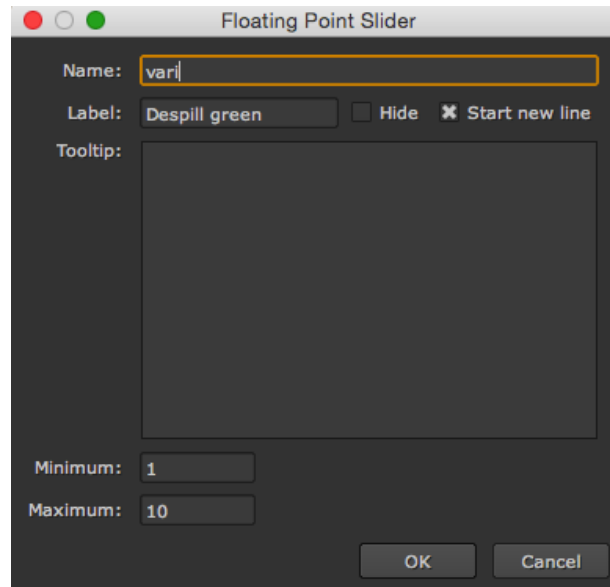 Floating Point Slider
Name: vari
Label: Despill green Hide Start new line
Tooltip:
Minimum: 1
Maximum: 10
OK Cancel